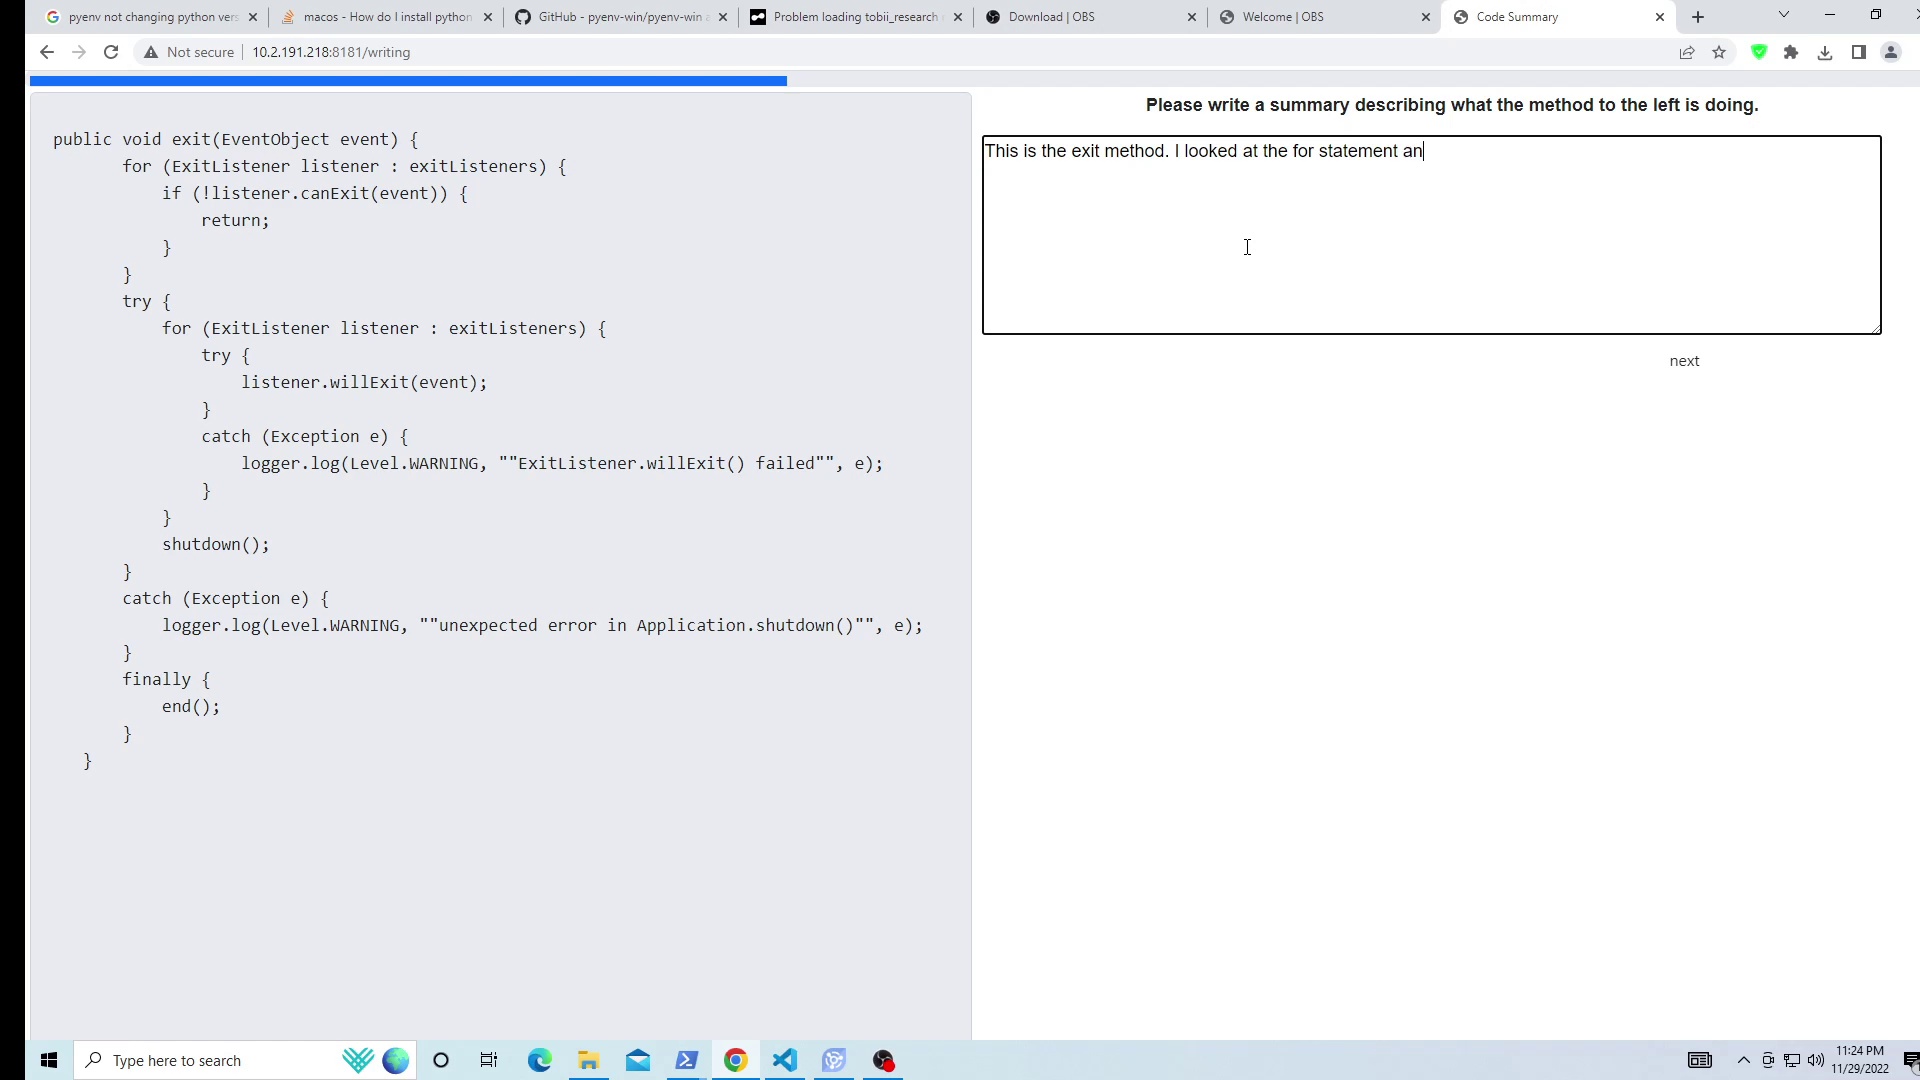 pyenv not changing python vers
macos - How do I install python
GitHub - pyenv-win/pyenv-win
Problem loading tobii_research
Download | OBS
Welcome | OBS
Code Summary
Not secure
10.2.191.218:8181/writing
public void exit(EventObject event) {
for (ExitListener listener : exitListeners) {
if (!listener.canExit(event)) {
return;
}
}
try {
for (ExitListener listener : exitListeners) {
try {
listener.willExit(event);
}
catch (Exception e) {
logger.log(Level.WARNING, ""ExitListener.willExit() failed"", e);
}
}
shutdown();
}
catch (Exception e) {
logger.log(Level.WARNING, ""unexpected error in Application.shutdown()"", e);
}
finally {
end();
}
}
Please write a summary describing what the method to the left is doing.
This is the exit method. I looked at the for statement an
next
Type here to search
11:24 PM
11/29/2022